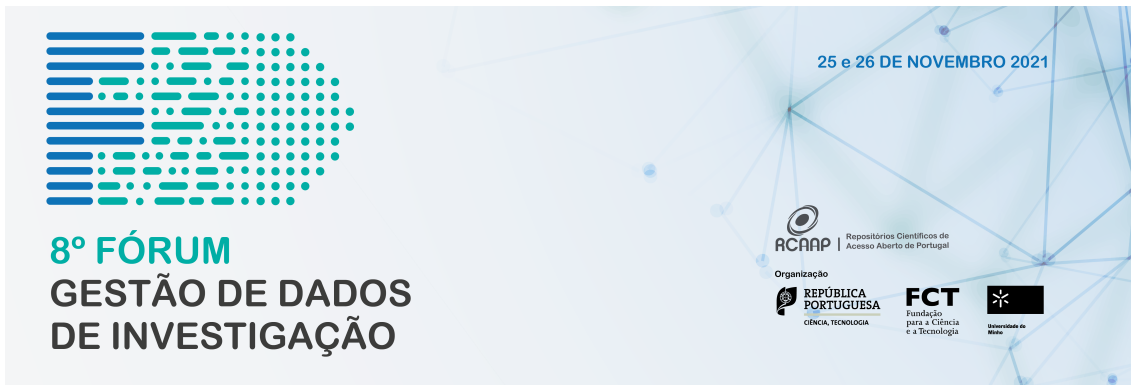 25 e 26 DE NOVEMBRO 2021
8º FÓRUM
GESTÃO DE DADOS
DE INVESTIGAÇÃO
RCAAP
Repositórios Científicos de
Acesso Aberto de Portugal
Organização
REPÚBLICA
PORTUGUESA
CIÊNCIA, TECNOLOGIA
FCT
Fundação
para a Ciência
e a Tecnologia
Universidade do
Minho